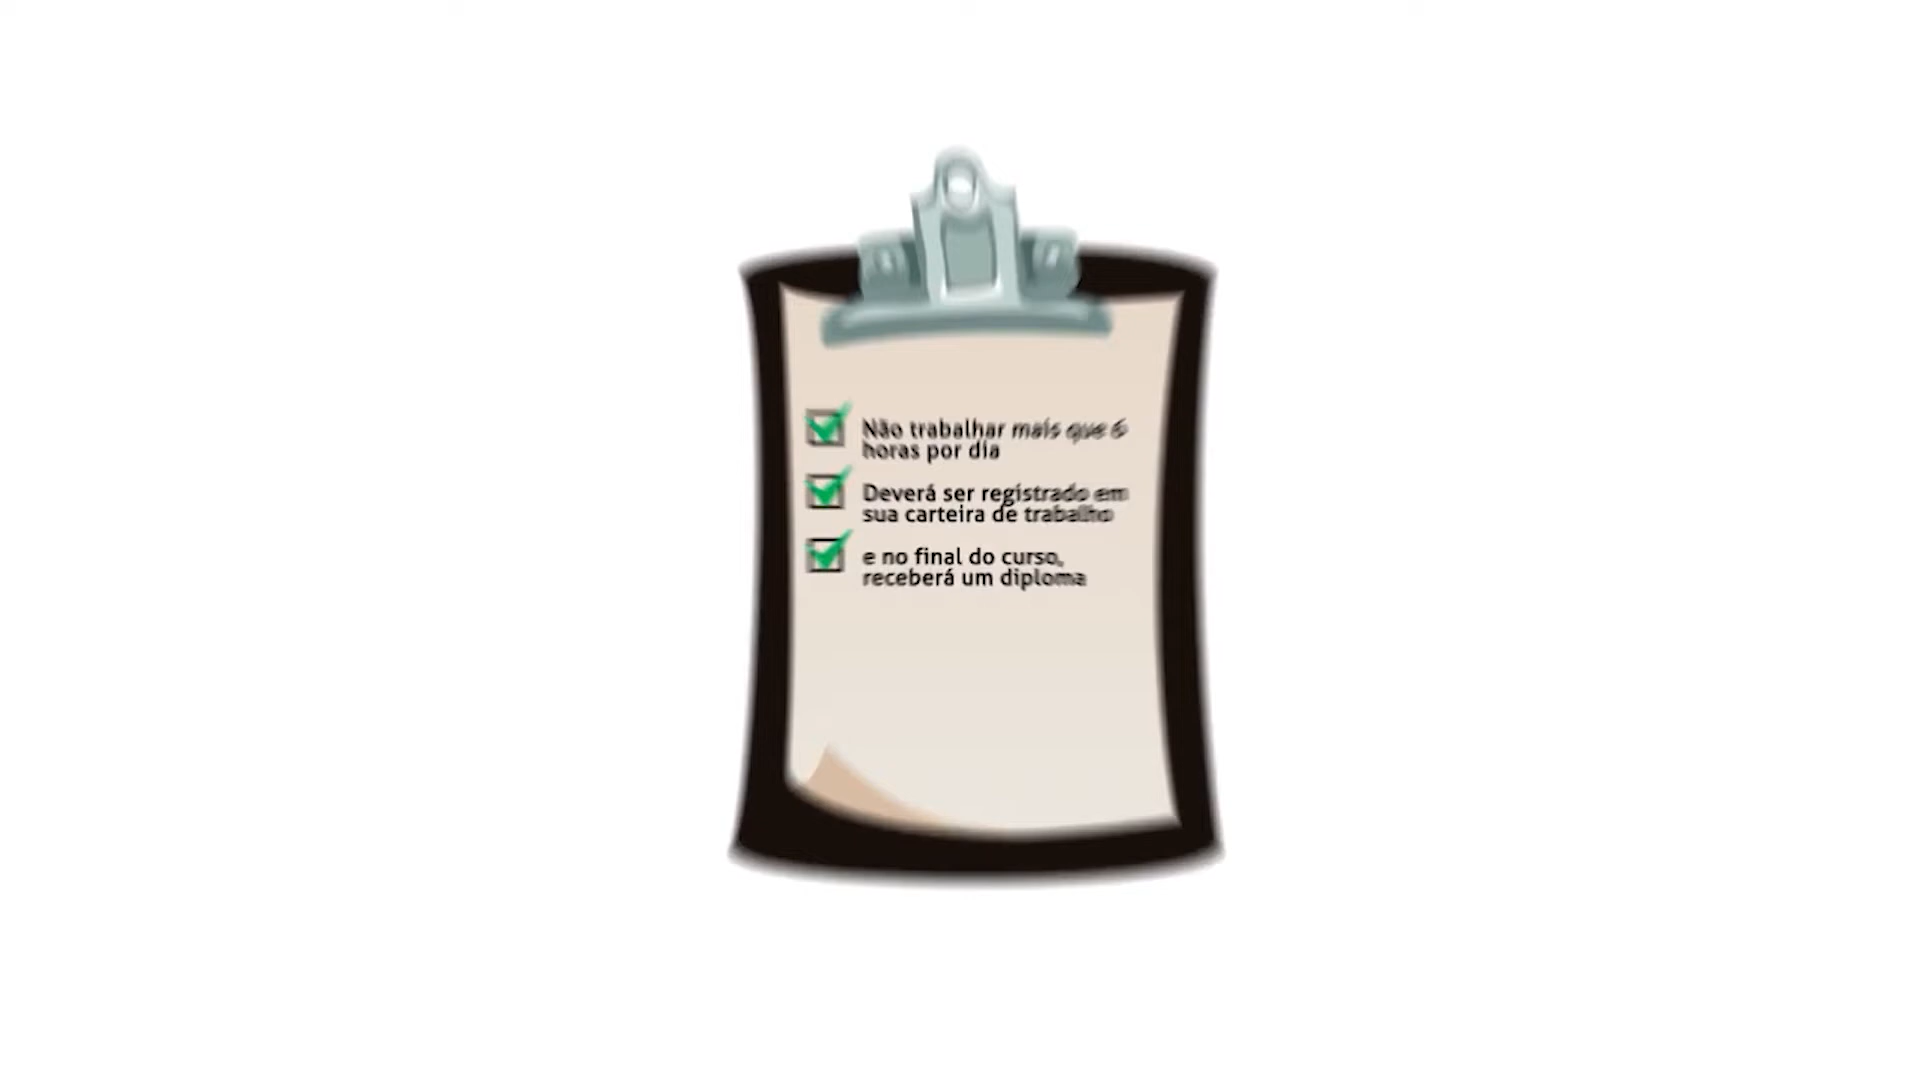 Não trabalhar mais que 6
horas por dia
Deverá ser registrado em
sua carteira de trabalho
e no final do curso,
receberá um diploma